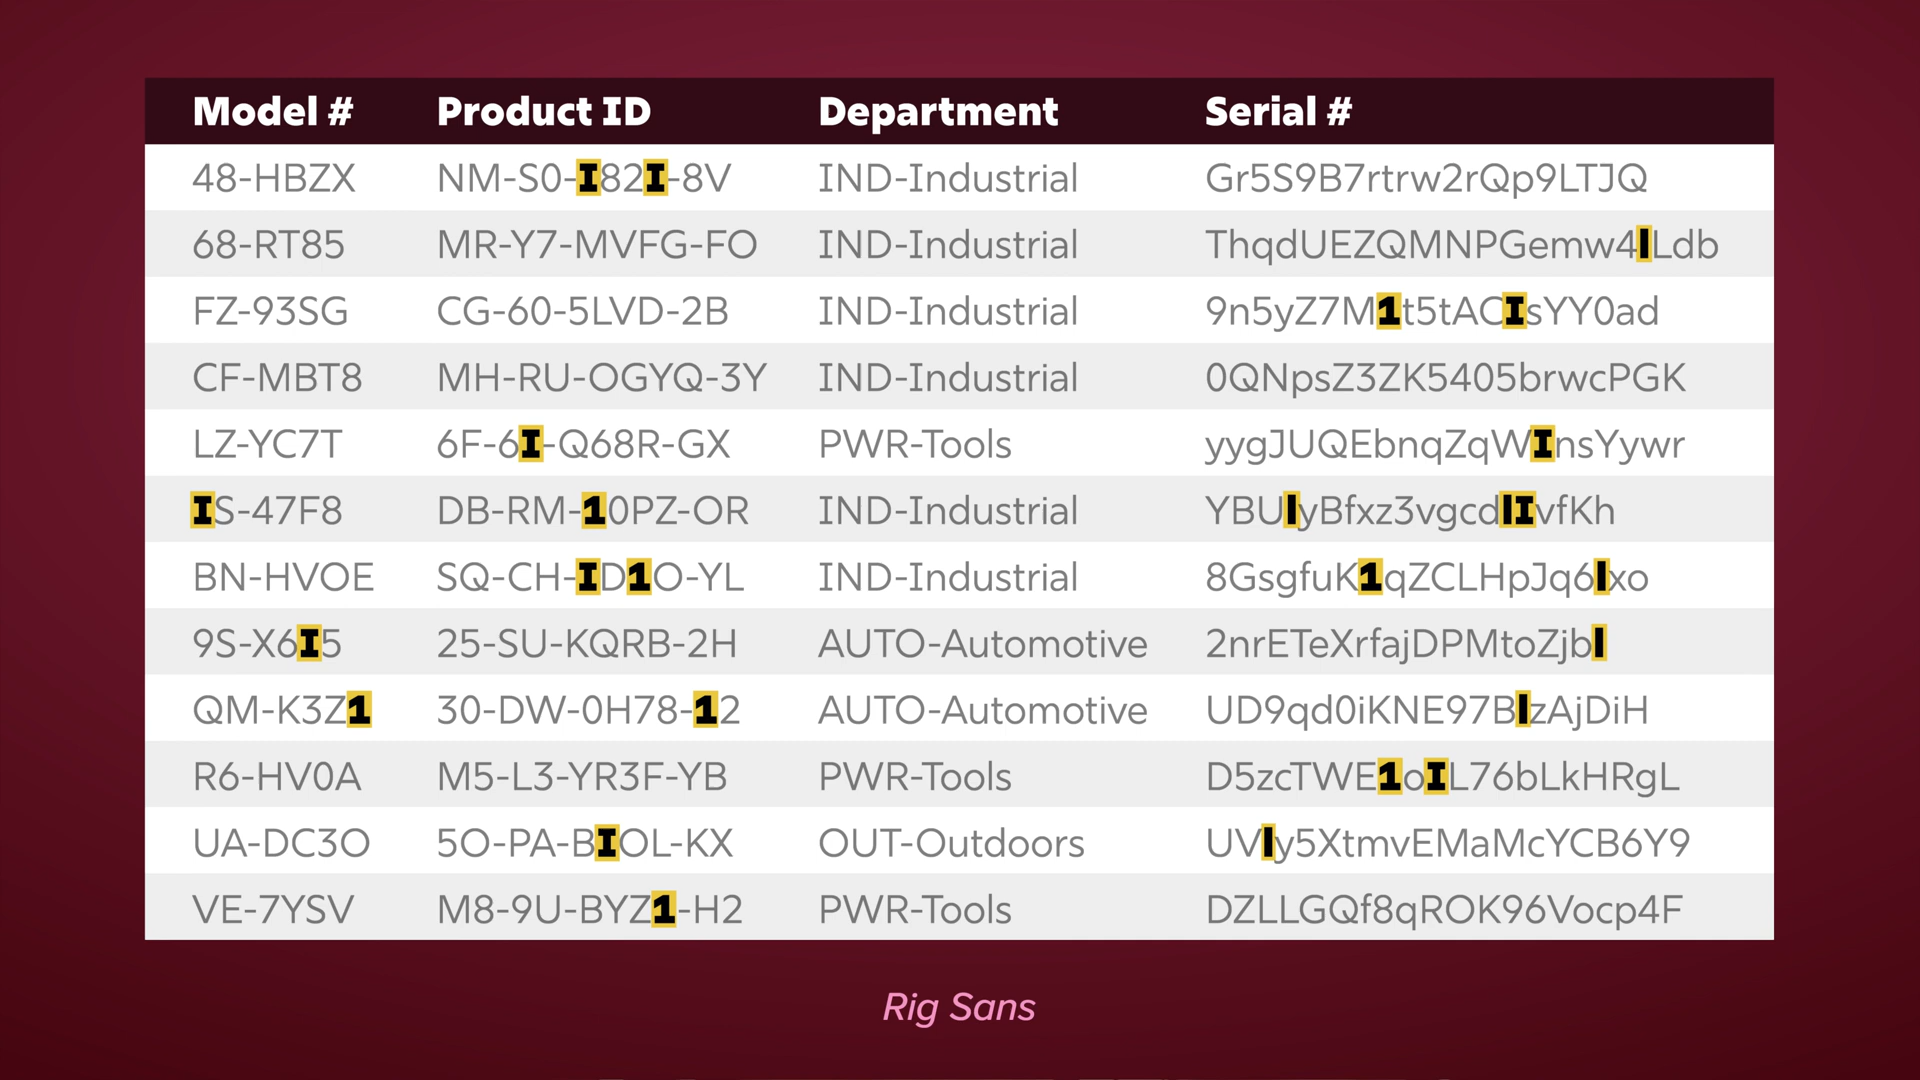 Model # Product ID Department Serial #
48-HBZX NM-S0-I82I-8V IND-Industrial Gr5S9B7rtrw2rQp9LTJQ
68-RT85 MR-Y7-MVFG-FO IND-Industrial ThqdUEZQMNPGemw4lLdb
FZ-93SG CG-60-5LVD-2B IND-Industrial 9n5yZ7M1t5tACIsYY0ad
CF-MBT8 MH-RU-OGYQ-3Y IND-Industrial 0QNpsZ3ZK5405brwcPGK
LZ-YC7T 6F-6I-Q68R-GX PWR-Tools yygJUQEbnqZqWInsYywr
IS-47F8 DB-RM-10PZ-OR IND-Industrial YBUlyBfxz3vgcdlIvfKh
BN-HVOE SQ-CH-ID1O-YL IND-Industrial 8GsgfuK1qZCLHpJq6lxo
9S-X6I5 25-SU-KQRB-2H AUTO-Automotive 2nrETeXrfajDPMtoZjbl
QM-K3Z1 30-DW-0H78-12 AUTO-Automotive UD9qd0iKNE97BlzAjDiH
R6-HV0A M5-L3-YR3F-YB PWR-Tools D5zcTWE1oIL76bLkHRgL
UA-DC3O 5O-PA-BIOL-KX OUT-Outdoors UVly5XtmvEMaMcYCB6Y9
VE-7YSV M8-9U-BYZ1-H2 PWR-Tools DZLLGQf8qROK96Vocp4F
Rig Sans